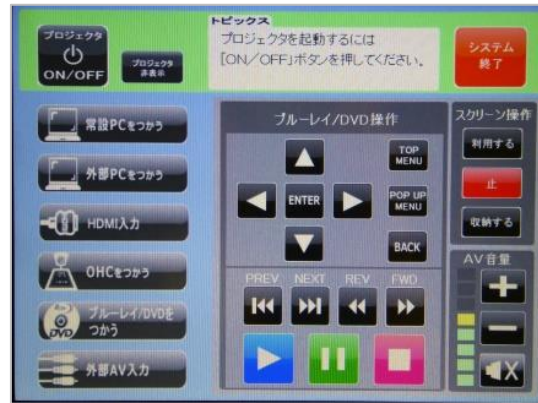 プロジェクタ
ON/OFF
プロジェクタ
非表示
トピックス
プロジェクタを起動するには
「ON/OFF」ボタンを押してください。
システム
終了
常設PCをつかう
外部PCをつかう
HDMI入力
OHCをつかう
ブルーレイ/DVDを
つかう
DVD
外部AV入力
ブルーレイ/DVD操作
TOP
MENU
ENTER
POP UP
MENU
BACK
PREV NEXT REV FWD
スクリーン操作
利用する
止
収納する
AV音量